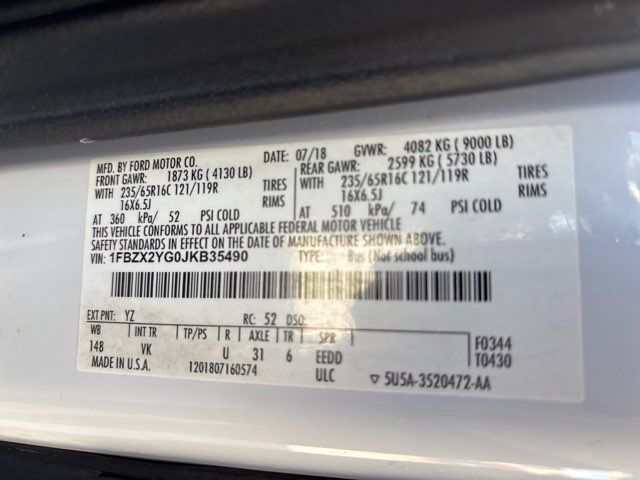 MFD. BY FORD MOTOR CO.
DATE: 07/18 GVWR: 4082 KG ( 9000 LB)
FRONT GAWR: 1873 KG ( 4130 LB)
REAR GAWR: 2599 KG ( 5730 LB)
WITH 235/65R16C 121/119R TIRES
WITH 235/65R16C 121/119R TIRES
16X6.5J RIMS
16X6.5J RIMS
AT 360 kPa/ 52 PSI COLD
AT 510 kPa/ 74 PSI COLD
THIS VEHICLE CONFORMS TO ALL APPLICABLE FEDERAL MOTOR VEHICLE
SAFETY STANDARDS IN EFFECT ON THE DATE OF MANUFACTURE SHOWN ABOVE.
VIN: 1FBZX2YG0JKB35490 TYPE: Bus (Not School Bus)
EXT PNT: YZ RC: 52 DSO:
WB INT TR TP/PS R AXLE TR SPR
148 VK U 31 6 EEDD
F0344
T0430
MADE IN U.S.A. 1201807160574 ULC 5U5A-3520472-AA